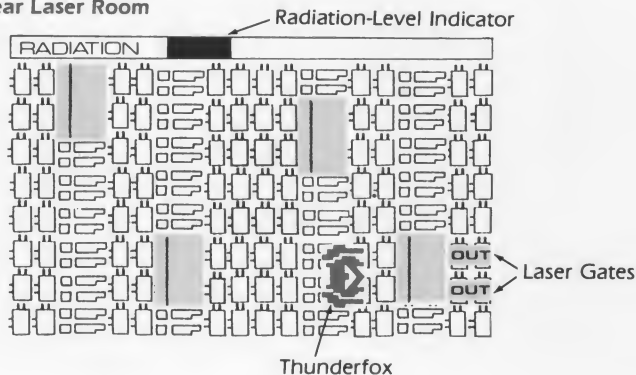 ear Laser Room
Radiation-Level Indicator
RADIATION
OUT
OUT
Laser Gates
Thunderfox